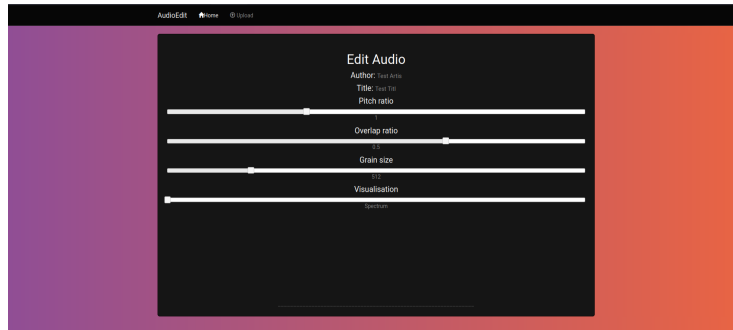 AudioEdit Home Upload
Edit Audio
Author: Test Artis
Title: Test Titl
Pitch ratio
1
Overlap ratio
0.5
Grain size
512
Visualisation
Spectrum